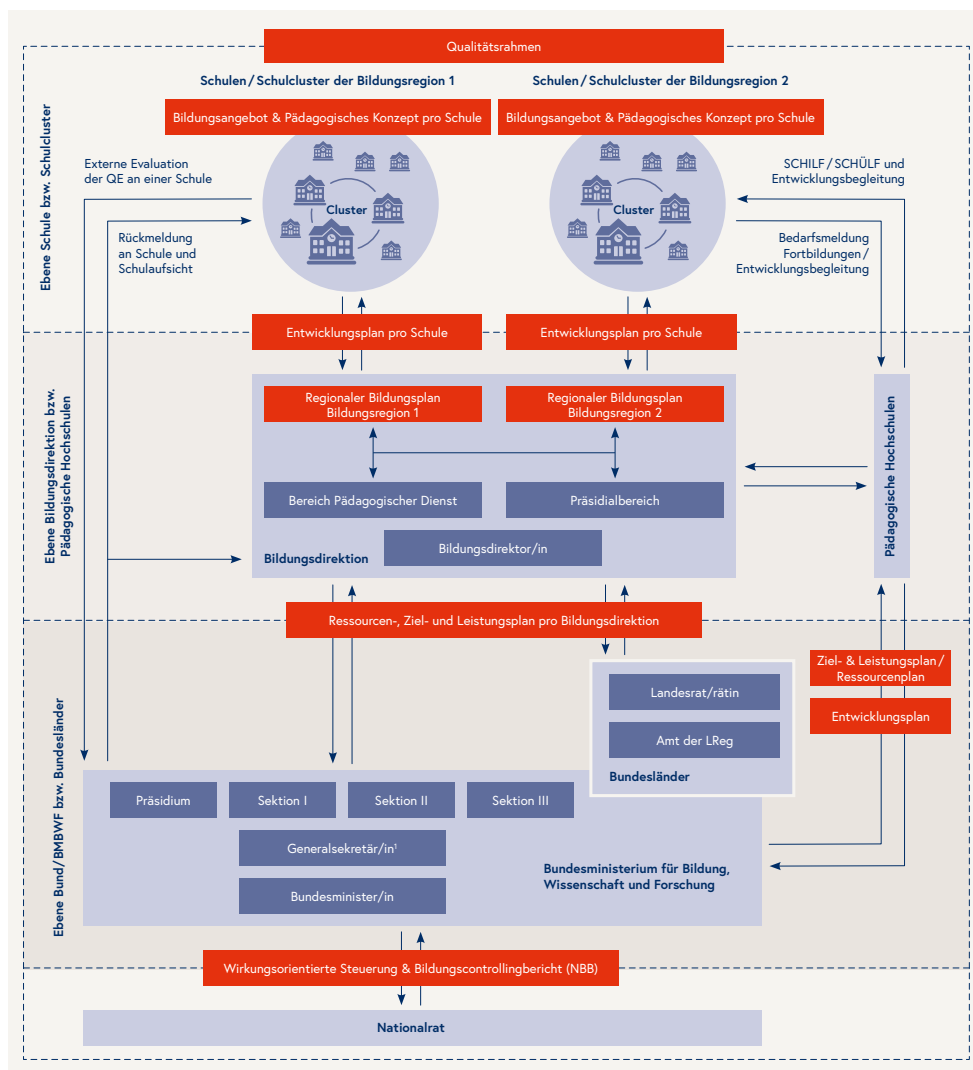 Qualitätsrahmen
Schulen / Schulcluster der Bildungsregion 1
Schulen / Schulcluster der Bildungsregion 2
Bildungsangebot & Pädagogisches Konzept pro Schule
Bildungsangebot & Pädagogisches Konzept pro Schule
Ebene Schule bzw. Schulcluster
Externe Evaluation
der QE an einer Schule
Cluster
Cluster
SCHILF / SCHÜLF und
Entwicklungsbegleitung
Rückmeldung
an Schule und
Schulaufsicht
Bedarfsmeldung
Fortbildungen /
Entwicklungsbegleitung
Entwicklungsplan pro Schule
Entwicklungsplan pro Schule
Ebene Bildungsdirektion bzw.
Pädagogische Hochschulen
Regionaler Bildungsplan
Bildungsregion 1
Regionaler Bildungsplan
Bildungsregion 2
Bereich Pädagogischer Dienst
Präsidialbereich
Bildungsdirektor/in
Bildungsdirektion
Pädagogische Hochschulen
Ressourcen-, Ziel- und Leistungsplan pro Bildungsdirektion
Ziel- & Leistungsplan /
Ressourcenplan
Entwicklungsplan
Ebene Bund/BMBWF bzw. Bundesländer
Landesrat/rätin
Amt der LReg
Bundesländer
Präsidium
Sektion I
Sektion II
Sektion III
Generalsekretär/in¹
Bundesminister/in
Bundesministerium für Bildung,
Wissenschaft und Forschung
Wirkungsorientierte Steuerung & Bildungscontrollingbericht (NBB)
Nationalrat